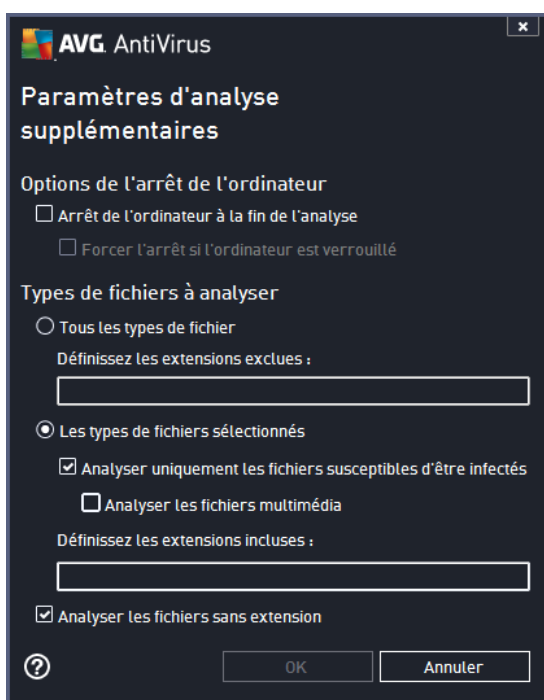 AVG AntiVirus
Paramètres d'analyse
supplémentaires
Options de l'arrêt de l'ordinateur
Arrêt de l'ordinateur à la fin de l'analyse
Forcer l'arrêt si l'ordinateur est verrouillé
Types de fichiers à analyser
Tous les types de fichier
Définissez les extensions exclues :
Les types de fichiers sélectionnés
Analyser uniquement les fichiers susceptibles d'être infectés
Analyser les fichiers multimédia
Définissez les extensions incluses :
Analyser les fichiers sans extension
OK
Annuler